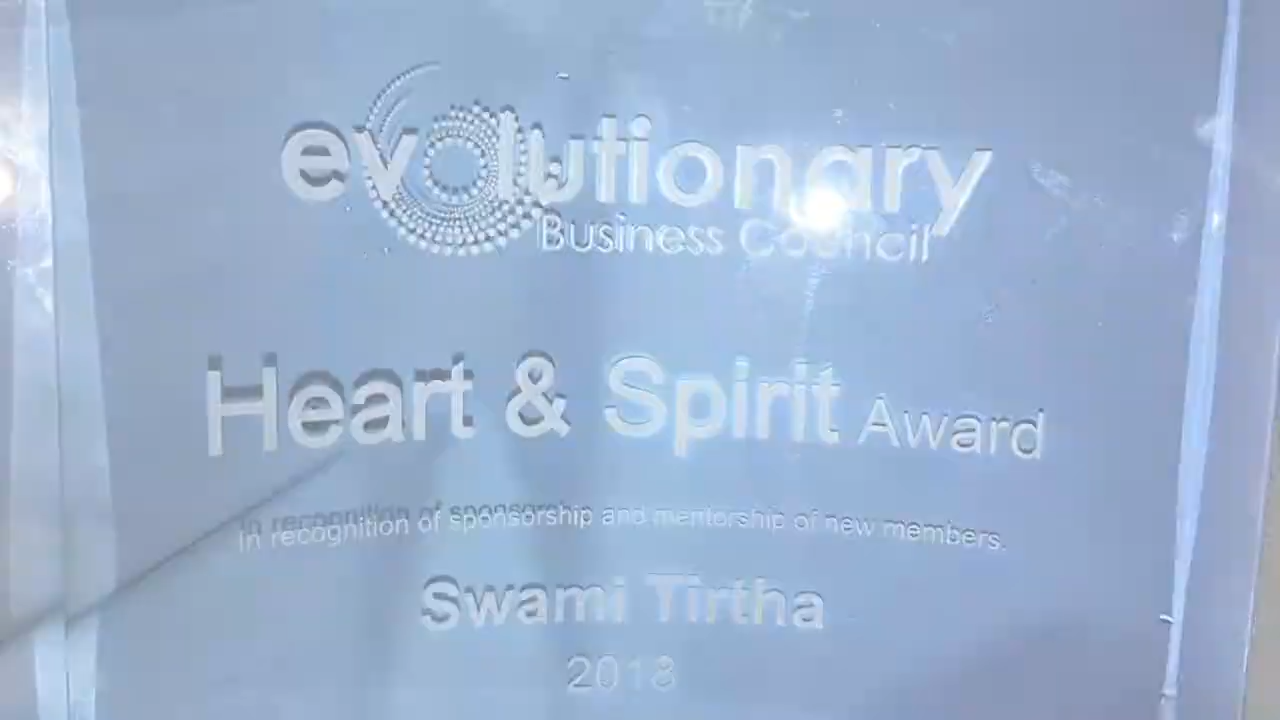 evolutionary
Business Council
Heart & Spirit Award
In recognition of sponsorship and mentorship of new members.
Swami Tirtha
2018